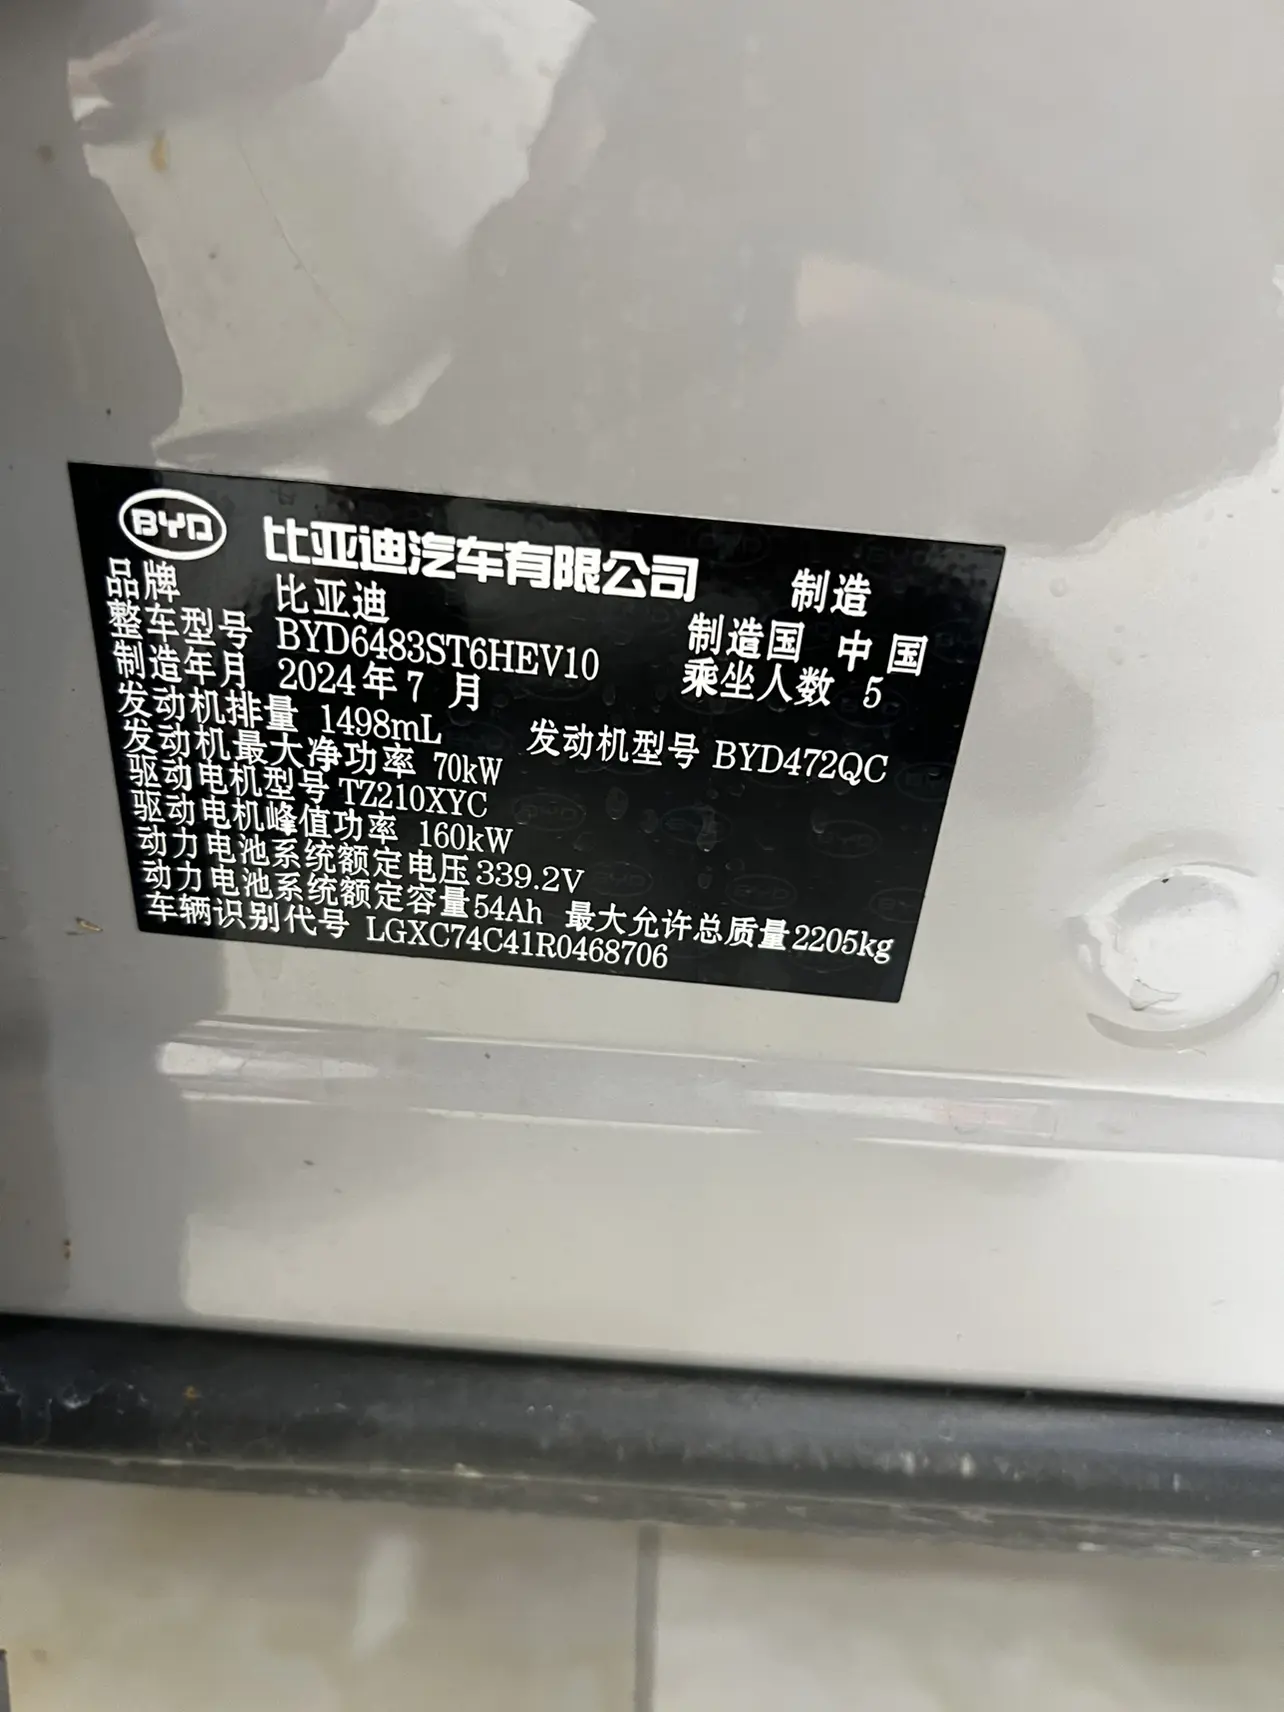 BYD 比亚迪汽车有限公司 制造
品牌 比亚迪 制造国 中国
整车型号 BYD6483ST6HEV10 乘坐人数 5
制造年月 2024年7月
发动机排量 1498mL 发动机型号 BYD472QC
发动机最大净功率 70kW
驱动电机型号 TZ210XYC
驱动电机峰值功率 160kW
动力电池系统额定电压 339.2V
动力电池系统额定容量 54Ah 最大允许总质量 2205kg
车辆识别代号 LGXC74C41R0468706